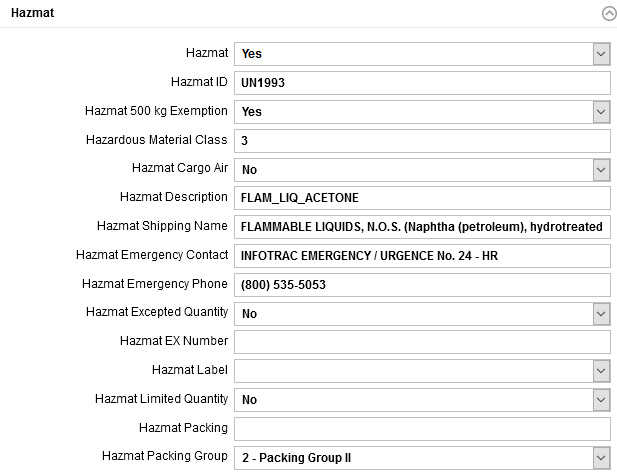 Hazmat
Hazmat Yes
Hazmat ID UN1993
Hazmat 500 kg Exemption Yes
Hazardous Material Class 3
Hazmat Cargo Air No
Hazmat Description FLAM_LIQ_ACETONE
Hazmat Shipping Name FLAMMABLE LIQUIDS, N.O.S. (Naphtha (petroleum), hydrotreated
Hazmat Emergency Contact INFOTRAC EMERGENCY / URGENCE No. 24 - HR
Hazmat Emergency Phone (800) 535-5053
Hazmat Excepted Quantity No
Hazmat EX Number
Hazmat Label
Hazmat Limited Quantity No
Hazmat Packing
Hazmat Packing Group 2 - Packing Group II